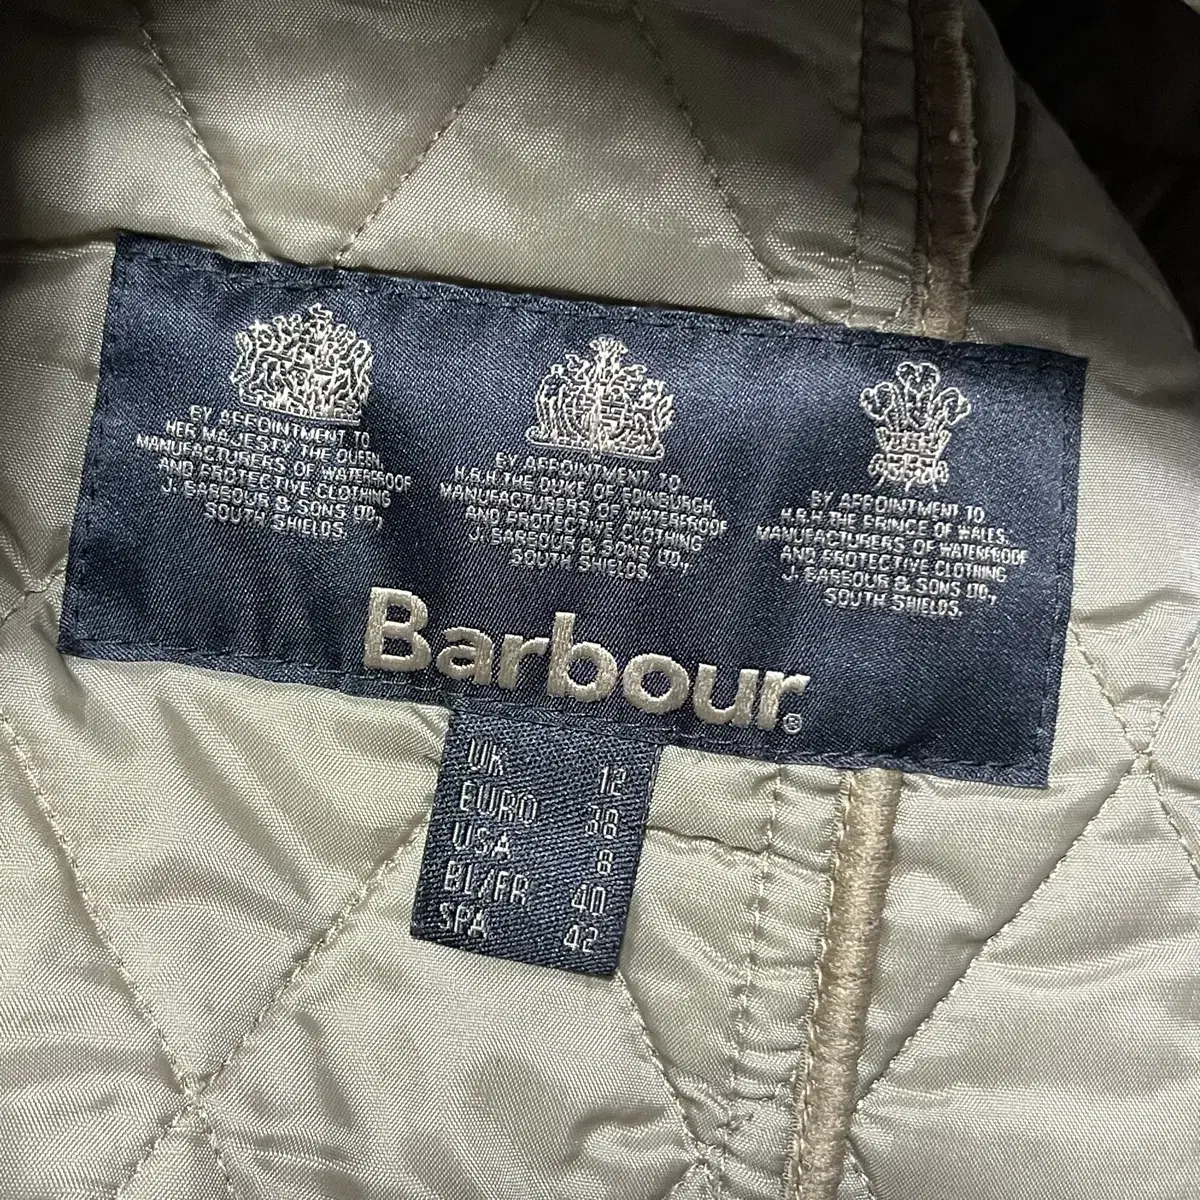 BY APPOINTMENT TO
HER MAJESTY THE QUEEN
MANUFACTURERS OF WATERPROOF
AND PROTECTIVE CLOTHING
J. BARBOUR & SONS LTD.,
SOUTH SHIELDS.
BY APPOINTMENT TO
H.R.H. THE DUKE OF EDINBURGH,
MANUFACTURERS OF WATERPROOF
AND PROTECTIVE CLOTHING
J. BARBOUR & SONS LTD.,
SOUTH SHIELDS.
BY APPOINTMENT TO
H.R.H. THE PRINCE OF WALES,
MANUFACTURERS OF WATERPROOF
AND PROTECTIVE CLOTHING
J. BARBOUR & SONS LTD.,
SOUTH SHIELDS.
Barbour®
UK 12
EURO 38
USA 8
BL/FR 40
SPA 42